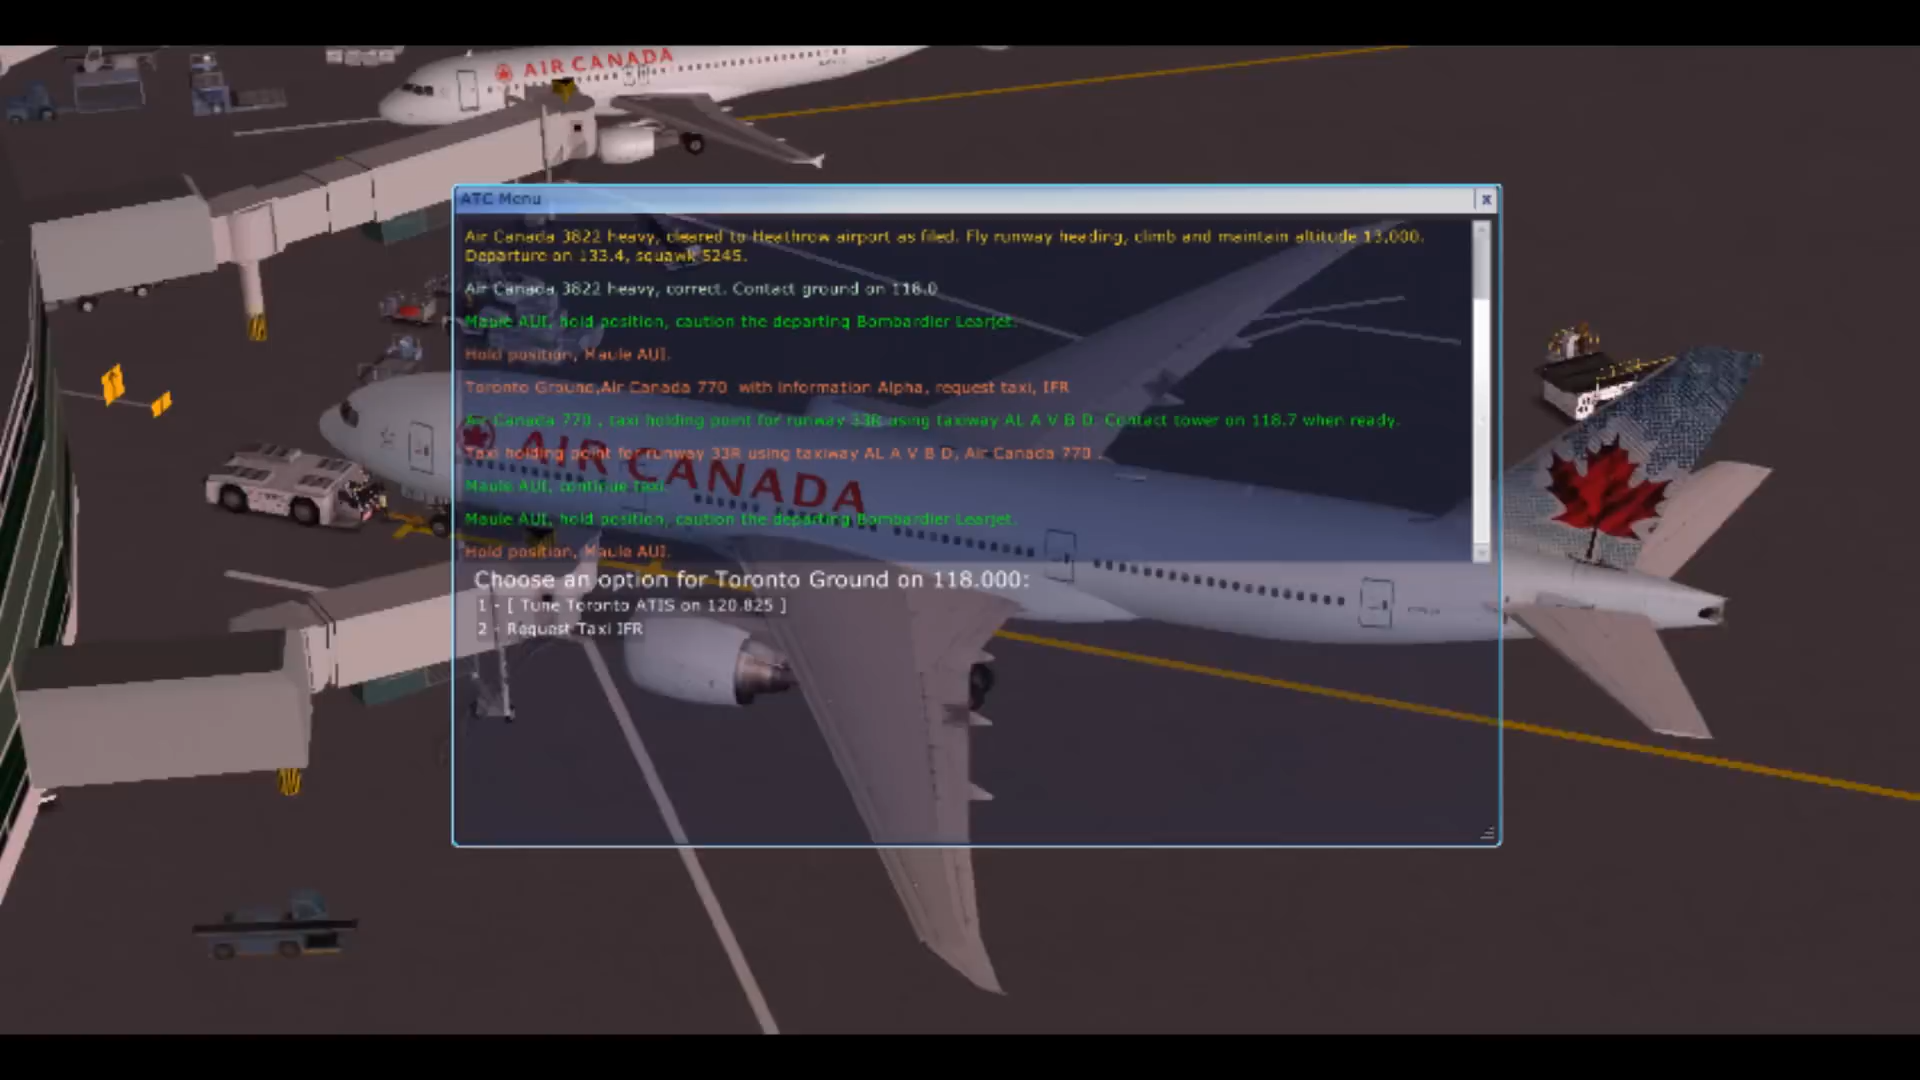 AIR CANADA
ATC Menu
Air Canada 3822 heavy, cleared to Heathrow airport as filed. Fly runway heading, climb and maintain altitude 13,000.
Departure on 133.4, squawk 5245.
Air Canada 3822 heavy, correct. Contact ground on 118.0
Maule AUI, hold position, caution the departing Bombardier Learjet.
Hold position, Maule AUI.
Toronto Ground,Air Canada 770 with information Alpha, request taxi, IFR
Air Canada 770 , taxi holding point for runway 33R using taxiway AL A V B D. Contact tower on 118.7 when ready.
Taxi holding point for runway 33R using taxiway AL A V B D, Air Canada 770 .
AIR CANADA
Maule AUI, continue taxi.
Maule AUI, hold position, caution the departing Bombardier Learjet.
Hold position, Maule AUI.
Choose an option for Toronto Ground on 118.000:
1 - [ Tune Toronto ATIS on 120.825 ]
2 - Request Taxi IFR